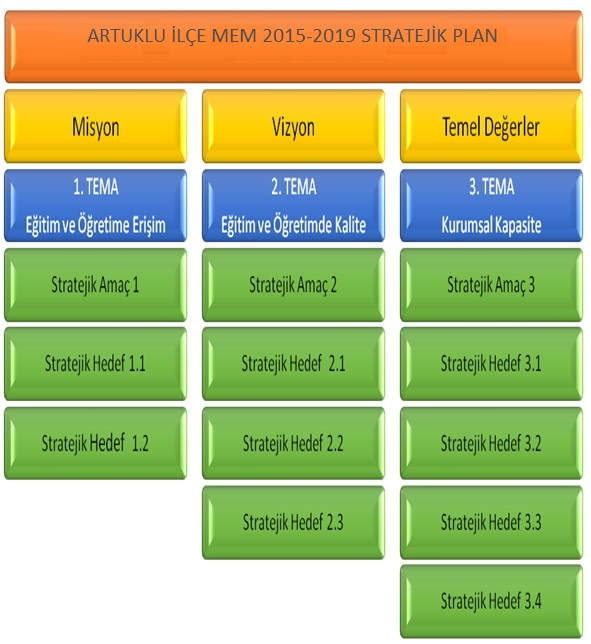 ARTUKLU İLÇE MEM 2015-2019 STRATEJİK PLAN
Misyon
Vizyon
Temel Değerler
1. TEMA
Eğitim ve Öğretime Erişim
2. TEMA
Eğitim ve Öğretimde Kalite
3. TEMA
Kurumsal Kapasite
Stratejik Amaç 1
Stratejik Amaç 2
Stratejik Amaç 3
Stratejik Hedef 1.1
Stratejik Hedef 2.1
Stratejik Hedef 3.1
Stratejik Hedef 1.2
Stratejik Hedef 2.2
Stratejik Hedef 3.2
Stratejik Hedef 2.3
Stratejik Hedef 3.3
Stratejik Hedef 3.4